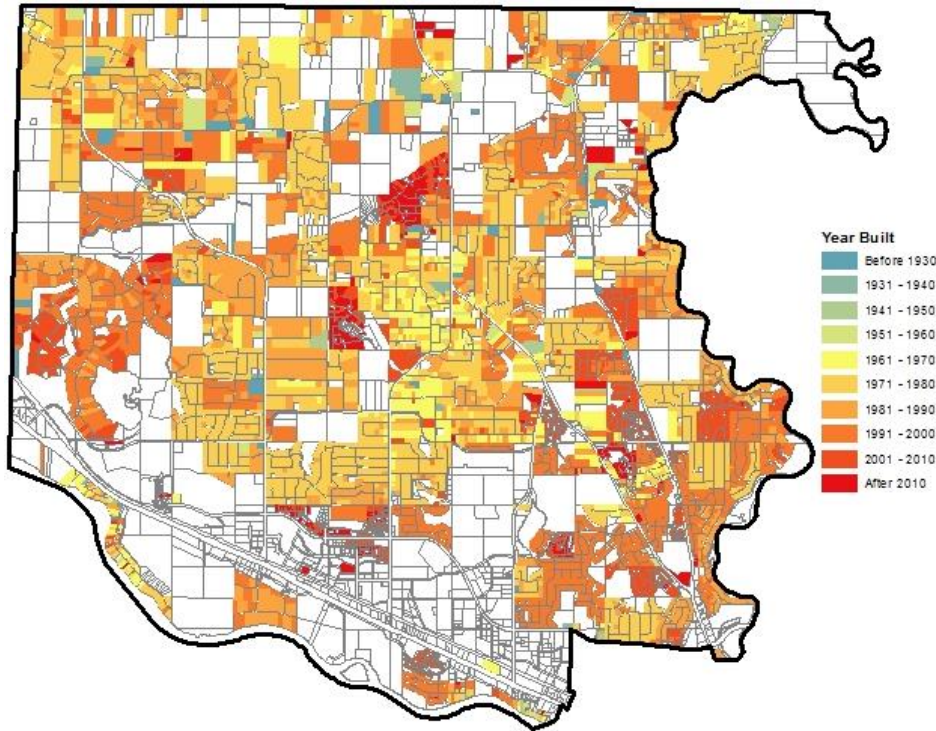 Year Built
Before 1930
1931 - 1940
1941 - 1950
1951 - 1960
1961 - 1970
1971 - 1980
1981 - 1990
1991 - 2000
2001 - 2010
After 2010